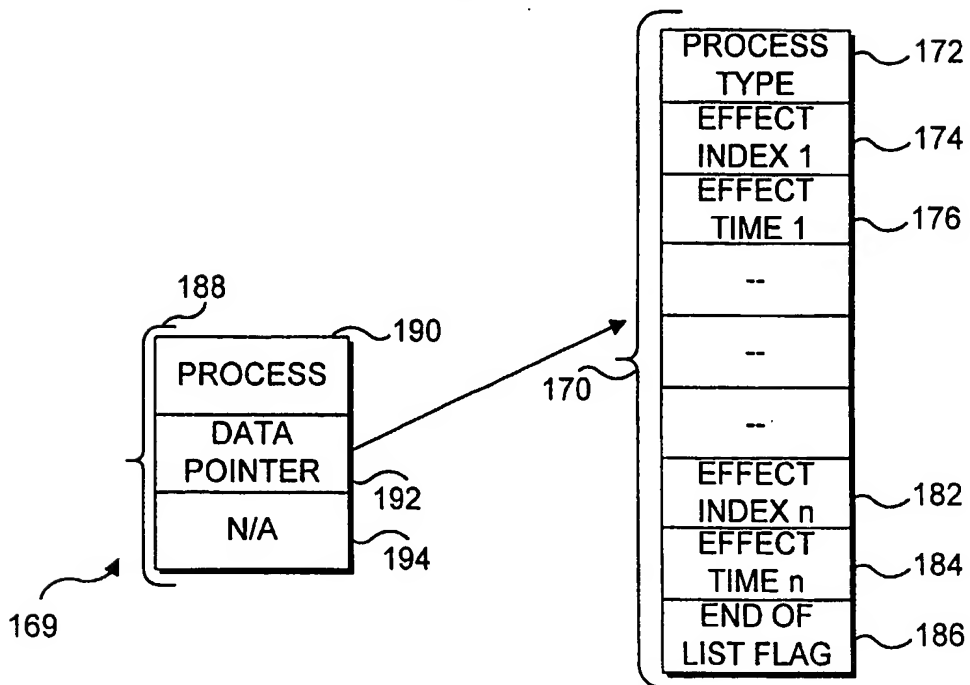 188
190
PROCESS
DATA
POINTER
192
N/A
194
169
170
PROCESS
TYPE
172
EFFECT
INDEX 1
174
EFFECT
TIME 1
176
--
--
--
EFFECT
INDEX n
182
EFFECT
TIME n
184
END OF
LIST FLAG
186